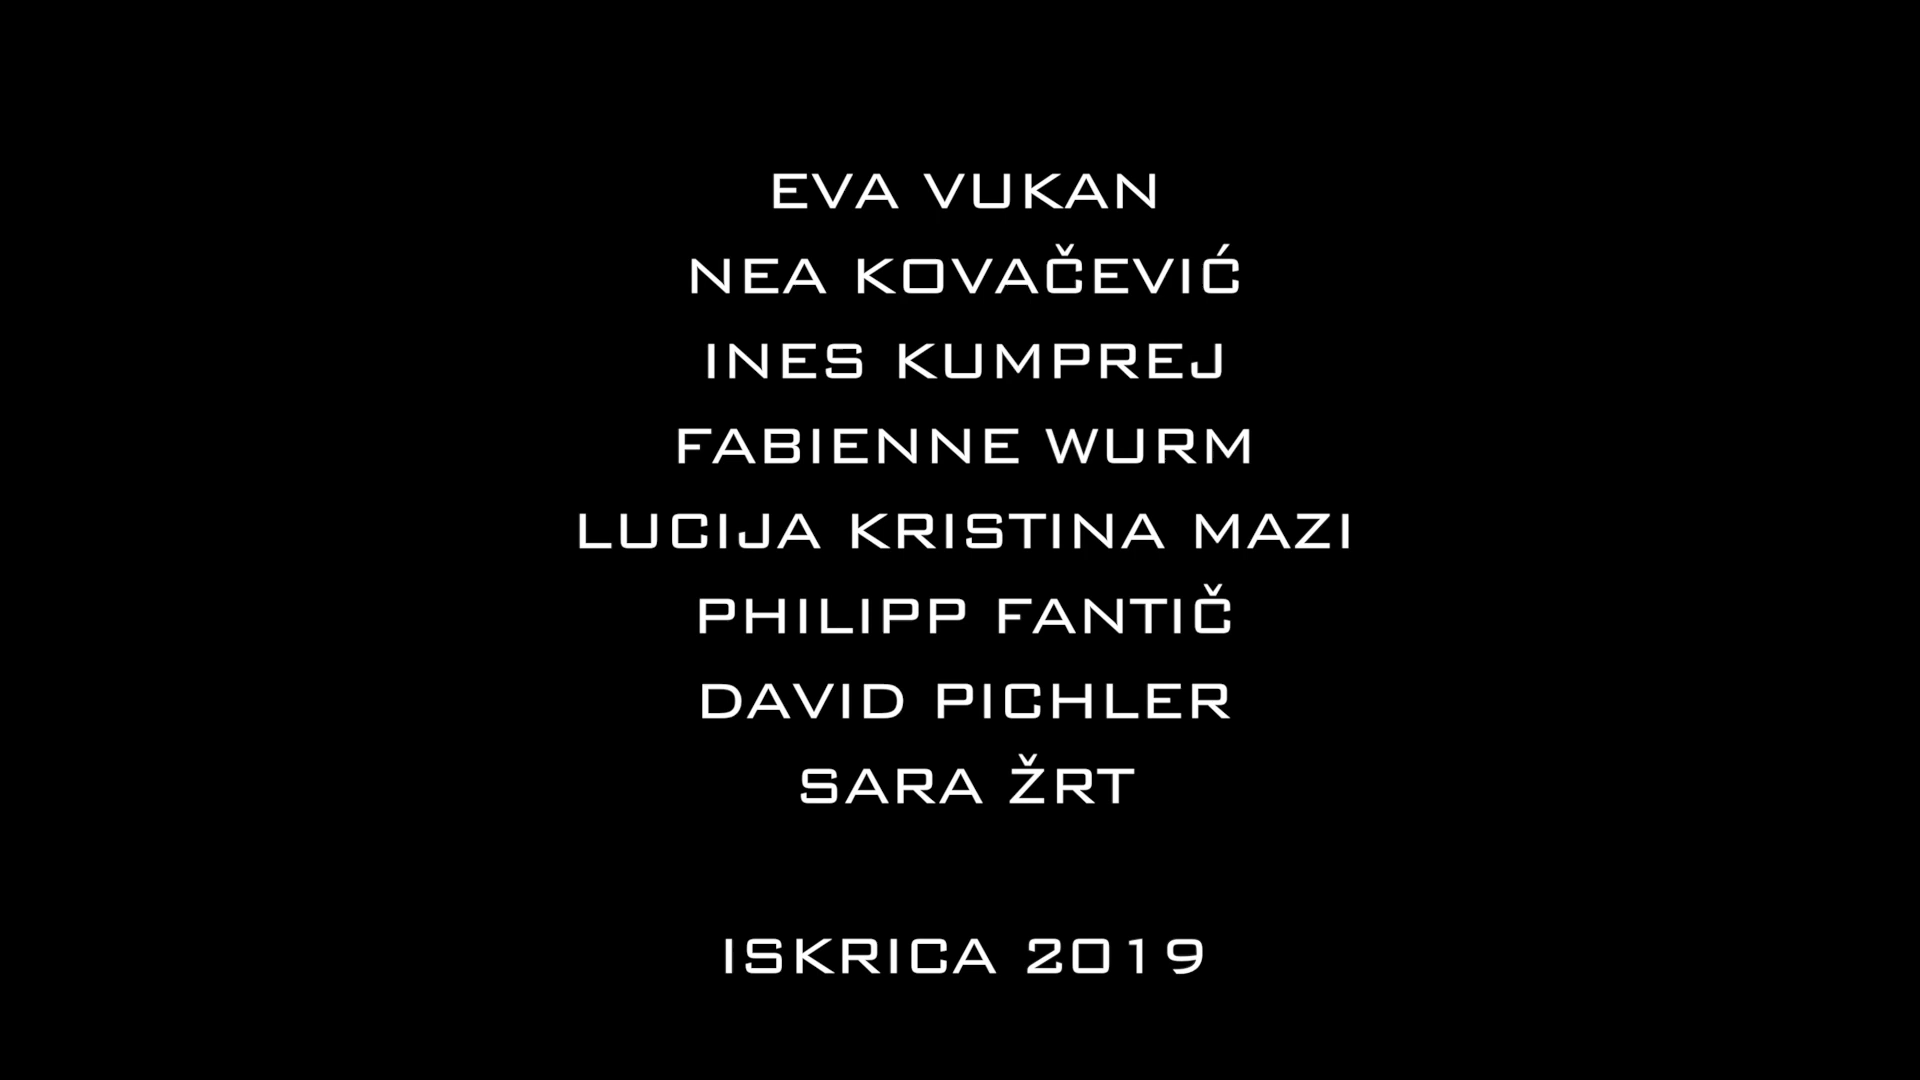 EVA VUKAN
NEA KOVAČEVIĆ
INES KUMPREJ
FABIENNE WURM
LUCIJA KRISTINA MAZI
PHILIPP FANTIČ
DAVID PICHLER
SARA ŽRT
ISKRICA 2019